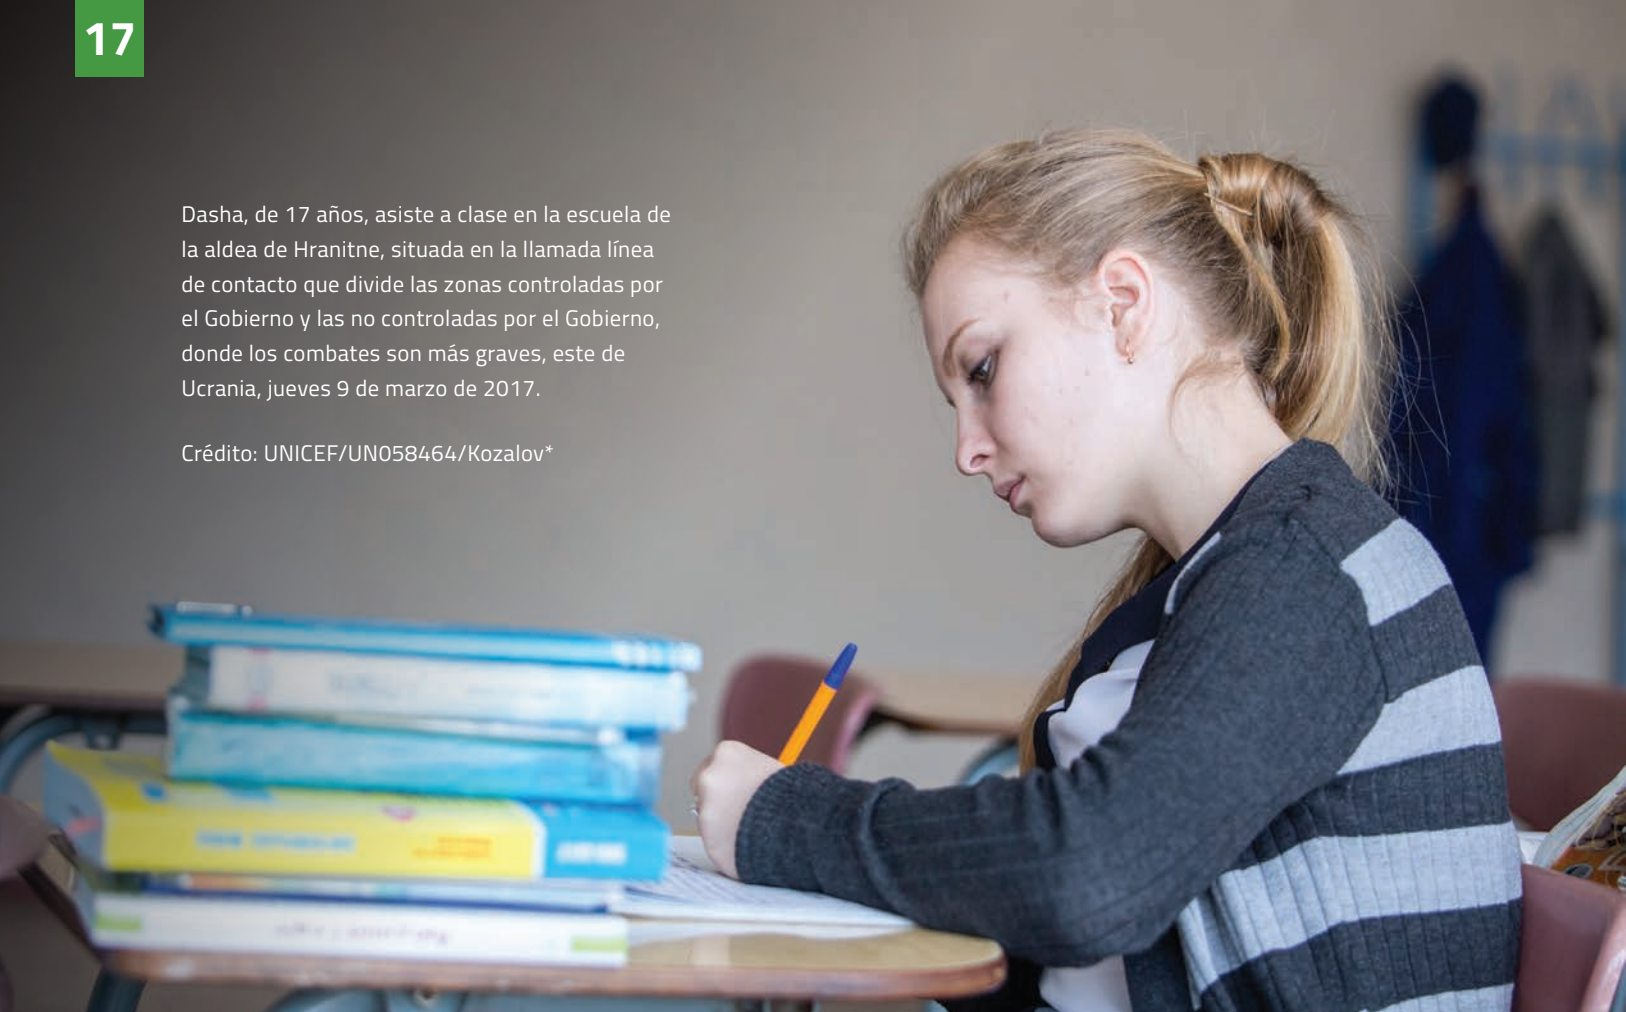 17
Dasha, de 17 años, asiste a clase en la escuela de
la aldea de Hranitne, situada en la llamada línea
de contacto que divide las zonas controladas por
el Gobierno y las no controladas por el Gobierno,
donde los combates son más graves, este de
Ucrania, jueves 9 de marzo de 2017.
Crédito: UNICEF/UN058464/Kozalov*